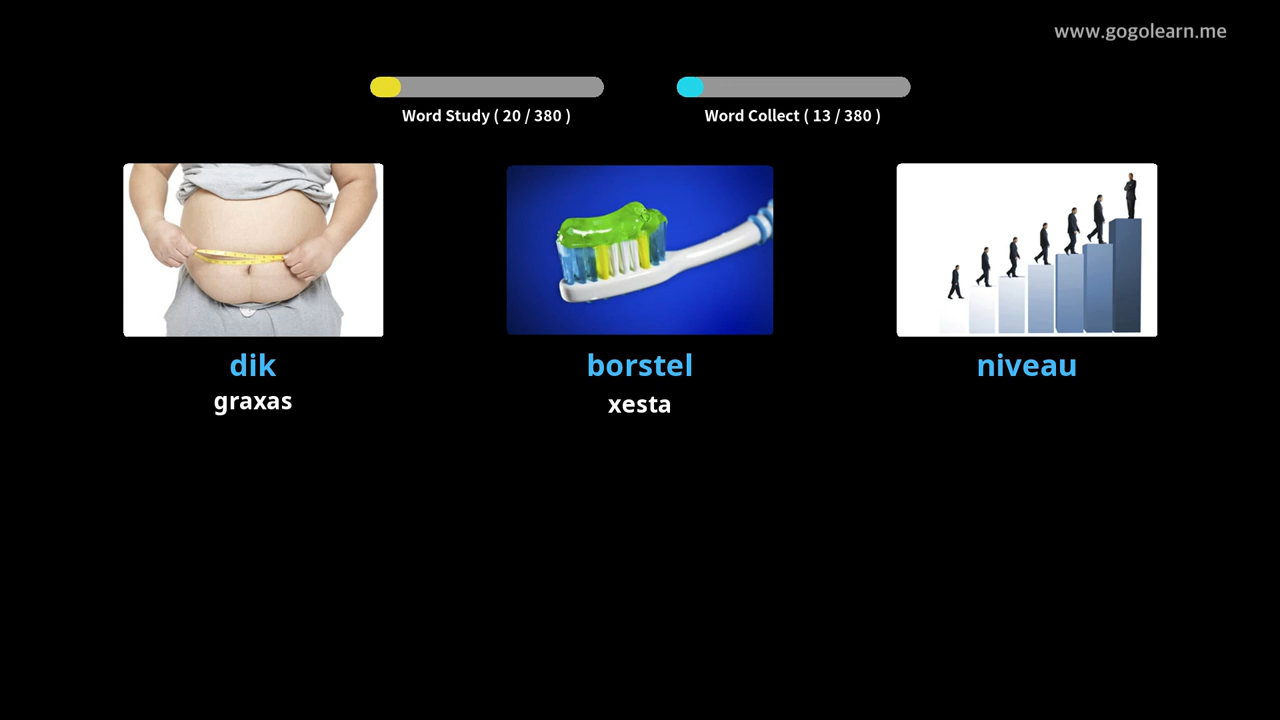 www.gogolearn.me
Word Study ( 20 / 380 )
Word Collect ( 13 / 380 )
dik
borstel
niveau
graxas
xesta